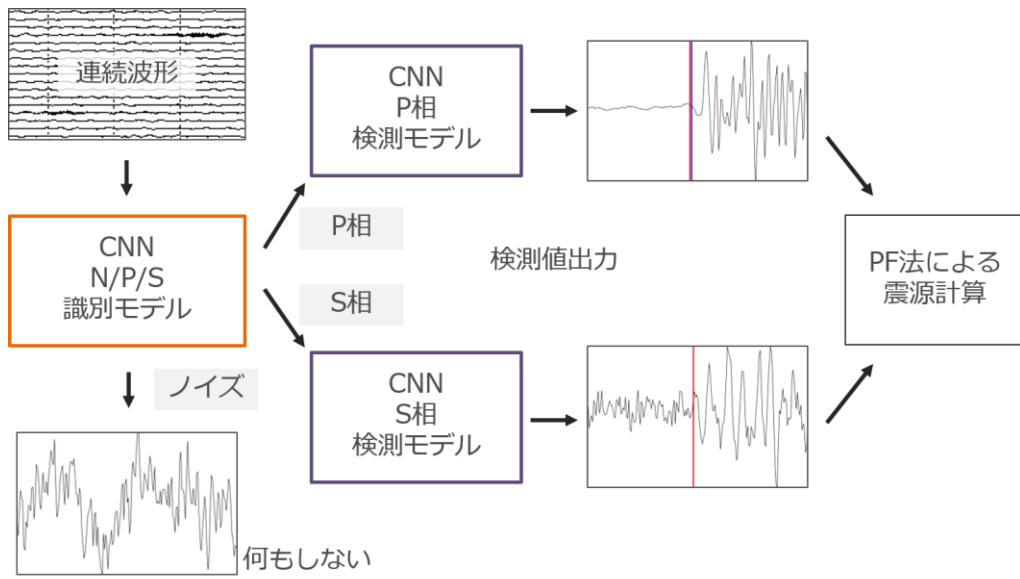 連続波形
CNN
N/P/S
識別モデル
ノイズ
何もしない
P相
S相
CNN
P相
検測モデル
CNN
S相
検測モデル
検測値出力
PF法による
震源計算